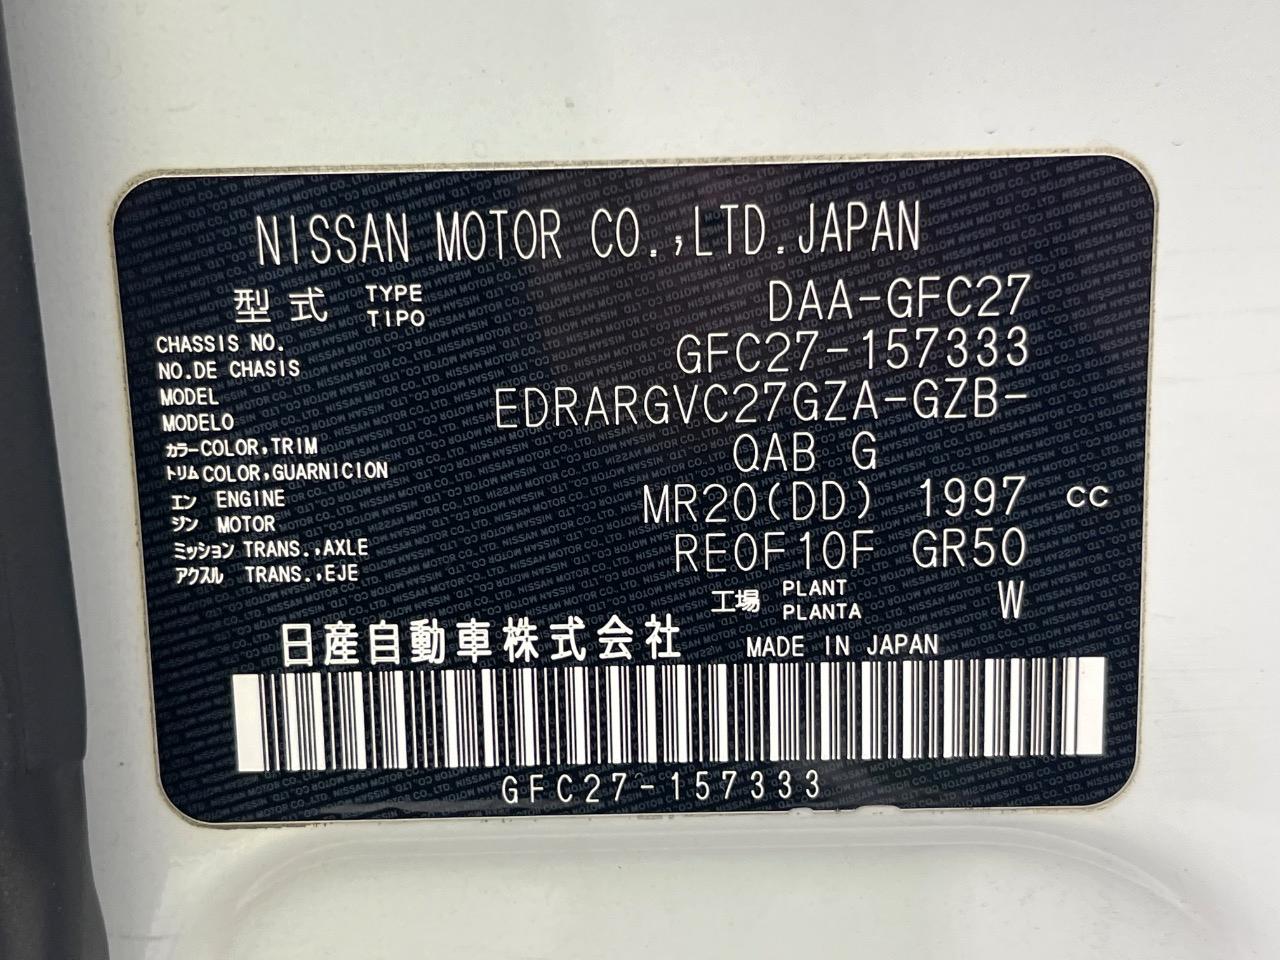 NISSAN MOTOR CO.,LTD.JAPAN
型式 TYPE TIPO DAA-GFC27
CHASSIS NO.
NO.DE CHASIS GFC27-157333
MODEL
MODELO EDRARGVC27GZA-GZB-
カラー COLOR,TRIM
トリム COLOR,GUARNICION QAB G
エン ENGINE
ジン MOTOR MR20(DD) 1997 cc
ミッション TRANS.,AXLE
アクスル TRANS.,EJE RE0F10F GR50
工場 PLANT PLANTA W
日産自動車株式会社 MADE IN JAPAN
GFC27-157333